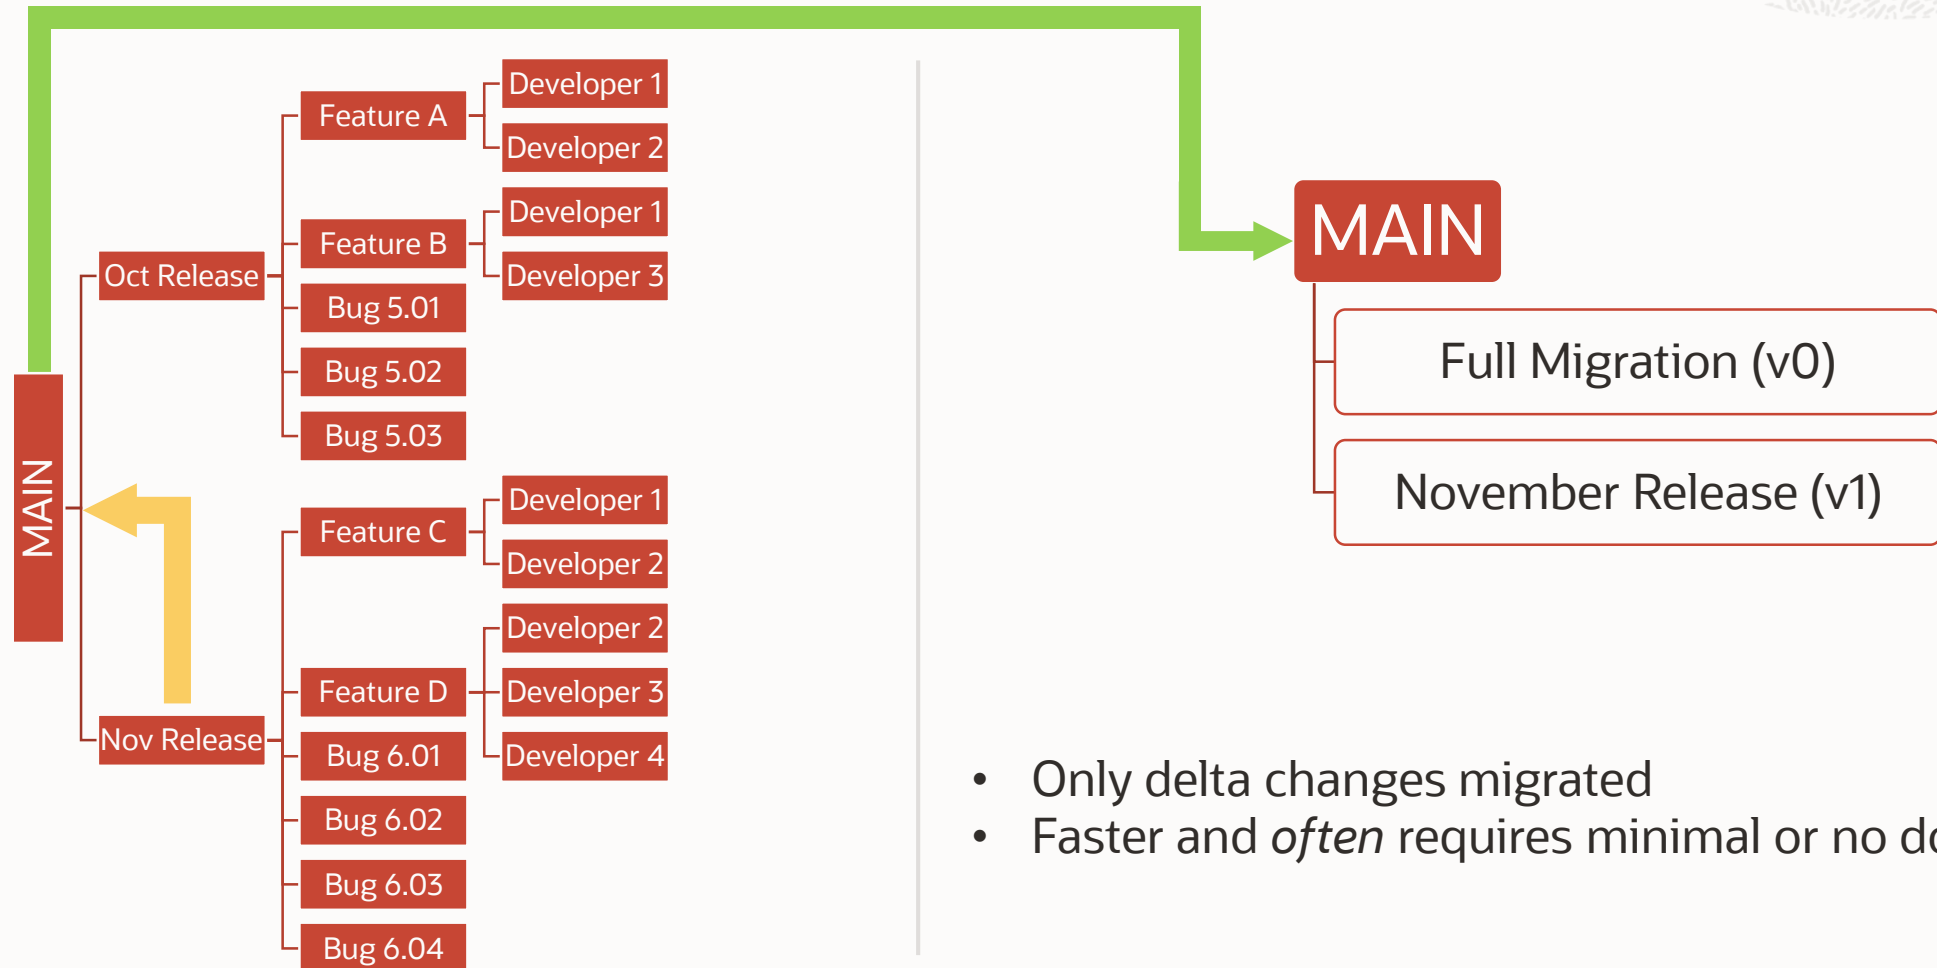 MAIN
Oct Release
Feature A
Developer 1
Developer 2
Feature B
Developer 1
Developer 3
Bug 5.01
Bug 5.02
Bug 5.03
Nov Release
Feature C
Developer 1
Developer 2
Feature D
Developer 2
Developer 3
Developer 4
Bug 6.01
Bug 6.02
Bug 6.03
Bug 6.04
MAIN
Full Migration (v0)
November Release (v1)
• Only delta changes migrated
• Faster and often requires minimal or no